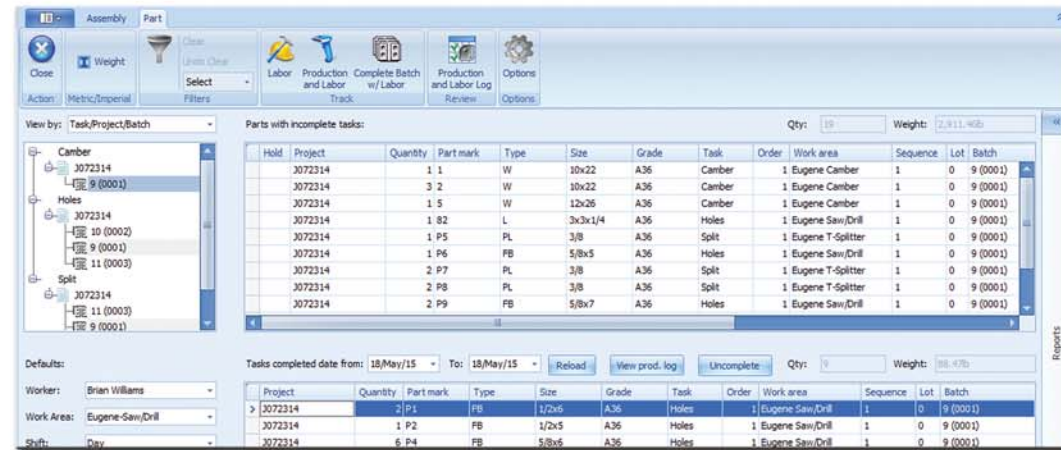 Assembly Part
Close
Weight
Clear
Undo Clear
Select
Labor
Production and Labor
Complete Batch w/ Labor
Production and Labor Log
Options
Action Metric/Imperial Filters Track Review Options
View by: Task/Project/Batch
Parts with incomplete tasks: Qty: 19 Weight: 2,911.46lb
Camber
J072314
9 (0001)
Holes
J072314
10 (0002)
9 (0001)
11 (0003)
Split
J072314
11 (0003)
9 (0001)
Hold Project Quantity Part mark Type Size Grade Task Order Work area Sequence Lot Batch
J072314 1 1 W 10x22 A36 Camber 1 Eugene Camber 1 0 9 (0001)
J072314 3 2 W 10x22 A36 Camber 1 Eugene Camber 1 0 9 (0001)
J072314 1 5 W 12x26 A36 Camber 1 Eugene Camber 1 0 9 (0001)
J072314 1 82 L 3x3x1/4 A36 Holes 1 Eugene Saw/Drill 1 0 9 (0001)
J072314 1 P5 PL 3/8 A36 Split 1 Eugene T-Splitter 1 0 9 (0001)
J072314 1 P6 FB 5/8x5 A36 Holes 1 Eugene Saw/Drill 1 0 9 (0001)
J072314 2 P7 PL 3/8 A36 Split 1 Eugene T-Splitter 1 0 9 (0001)
J072314 2 P8 PL 3/8 A36 Split 1 Eugene T-Splitter 1 0 9 (0001)
J072314 2 P9 FB 5/8x7 A36 Holes 1 Eugene Saw/Drill 1 0 9 (0001)
Reports
Defaults:
Worker: Brian Williams
Work Area: Eugene-Saw/Drill
Shift: Day
Tasks completed date from: 18/May/15 To: 18/May/15 Reload View prod. log Uncomplete Qty: 9 Weight: 88.47lb
Project Quantity Part mark Type Size Grade Task Order Work area Sequence Lot Batch
J072314 2 P1 FB 1/2x6 A36 Holes 1 Eugene Saw/Drill 1 0 9 (0001)
J072314 1 P2 FB 1/2x5 A36 Holes 1 Eugene Saw/Drill 1 0 9 (0001)
J072314 6 P4 FB 5/8x6 A36 Holes 1 Eugene Saw/Drill 1 0 9 (0001)